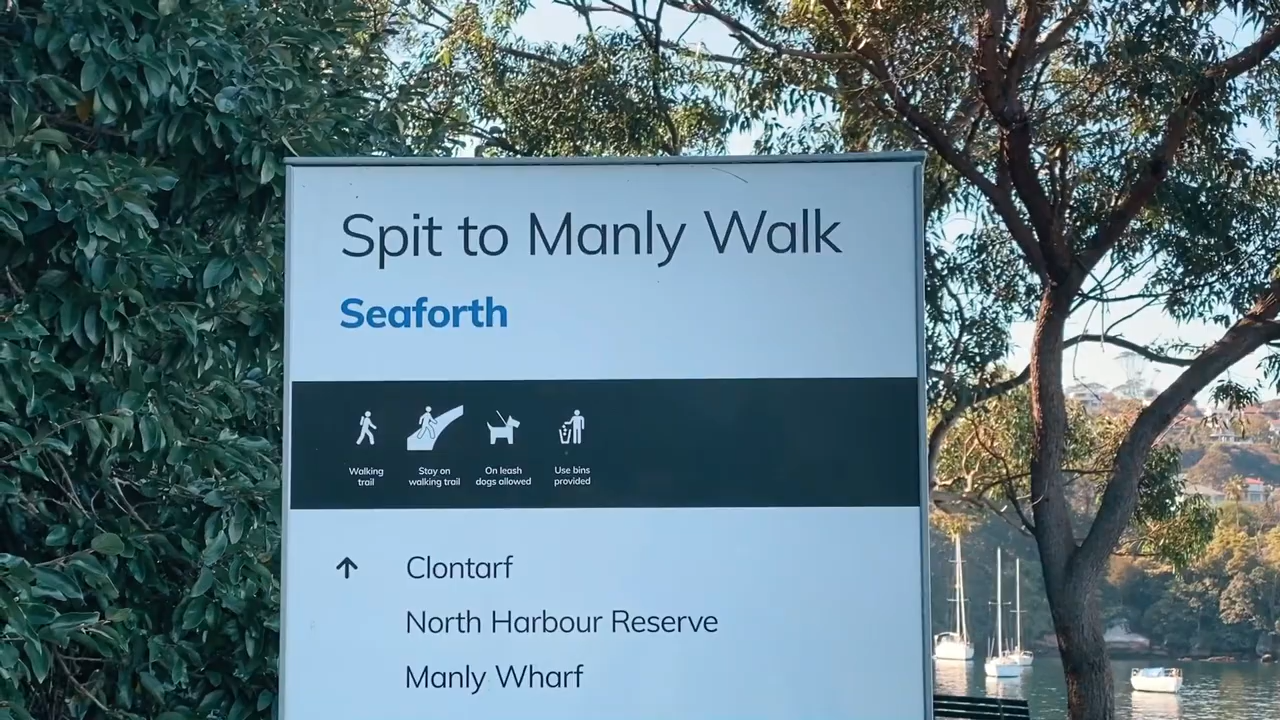 Spit to Manly Walk
Seaforth
Walking trail
Stay on walking trail
On leash dogs allowed
Use bins provided
Clontarf
North Harbour Reserve
Manly Wharf